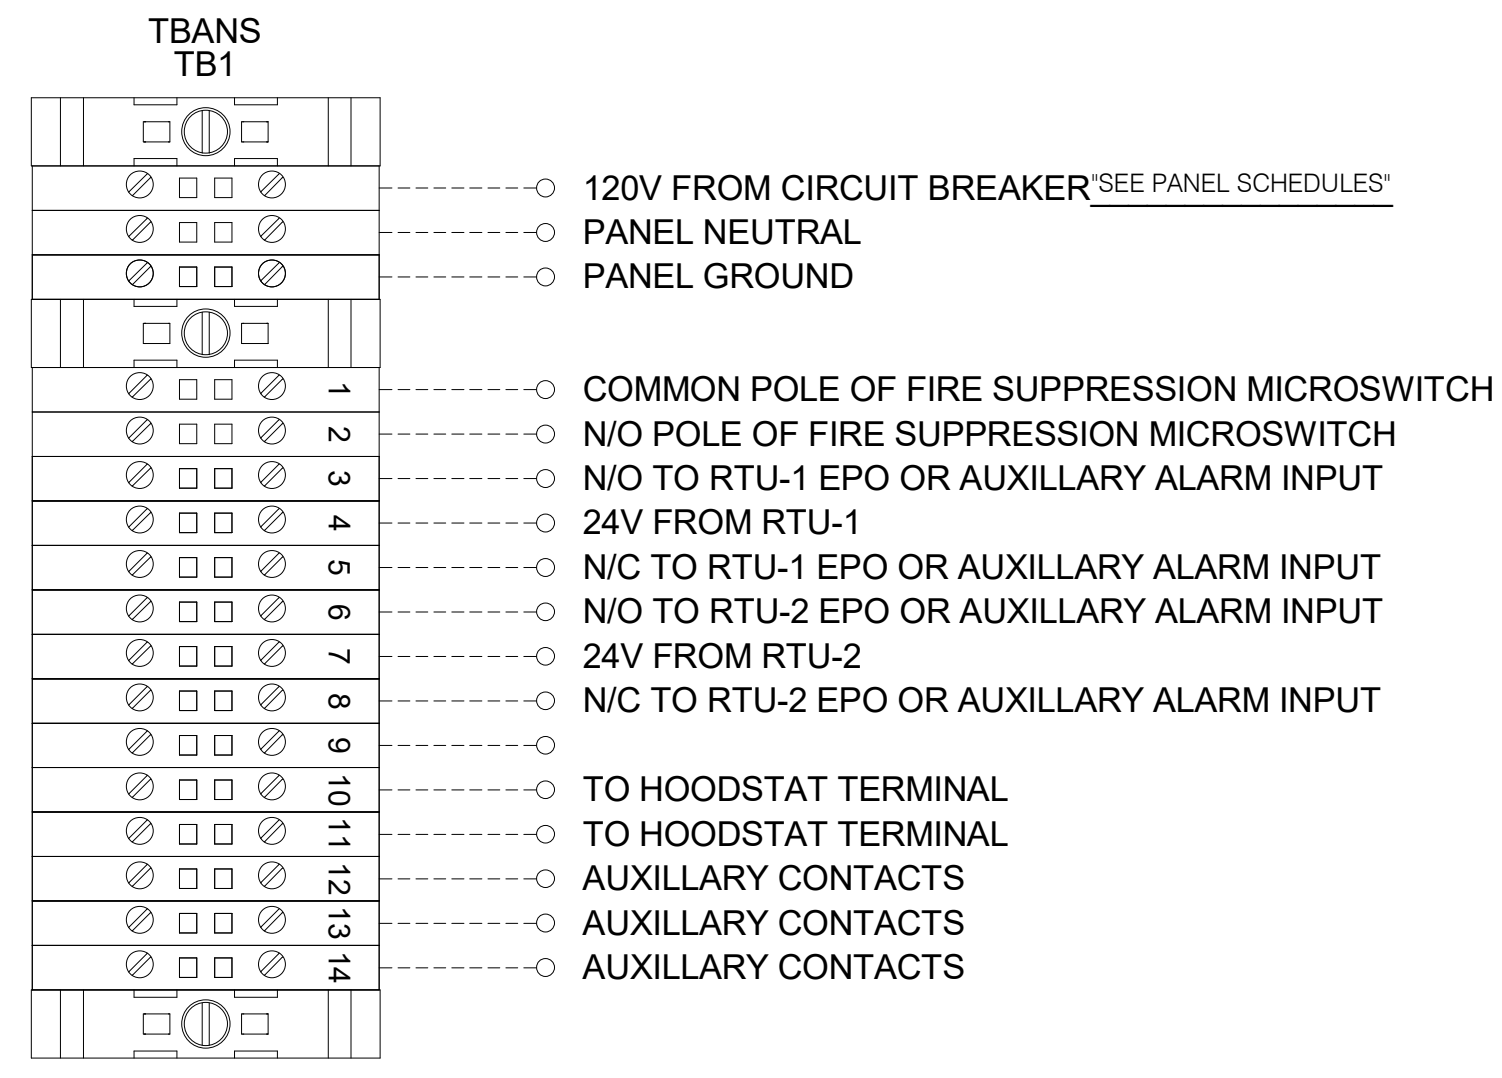 TBANS
TB1
120V FROM CIRCUIT BREAKER "SEE PANEL SCHEDULES"
PANEL NEUTRAL
PANEL GROUND
1 COMMON POLE OF FIRE SUPPRESSION MICROSWITCH
2 N/O POLE OF FIRE SUPPRESSION MICROSWITCH
3 N/O TO RTU-1 EPO OR AUXILLARY ALARM INPUT
4 24V FROM RTU-1
5 N/C TO RTU-1 EPO OR AUXILLARY ALARM INPUT
6 N/O TO RTU-2 EPO OR AUXILLARY ALARM INPUT
7 24V FROM RTU-2
8 N/C TO RTU-2 EPO OR AUXILLARY ALARM INPUT
9
10 TO HOODSTAT TERMINAL
11 TO HOODSTAT TERMINAL
12 AUXILLARY CONTACTS
13 AUXILLARY CONTACTS
14 AUXILLARY CONTACTS